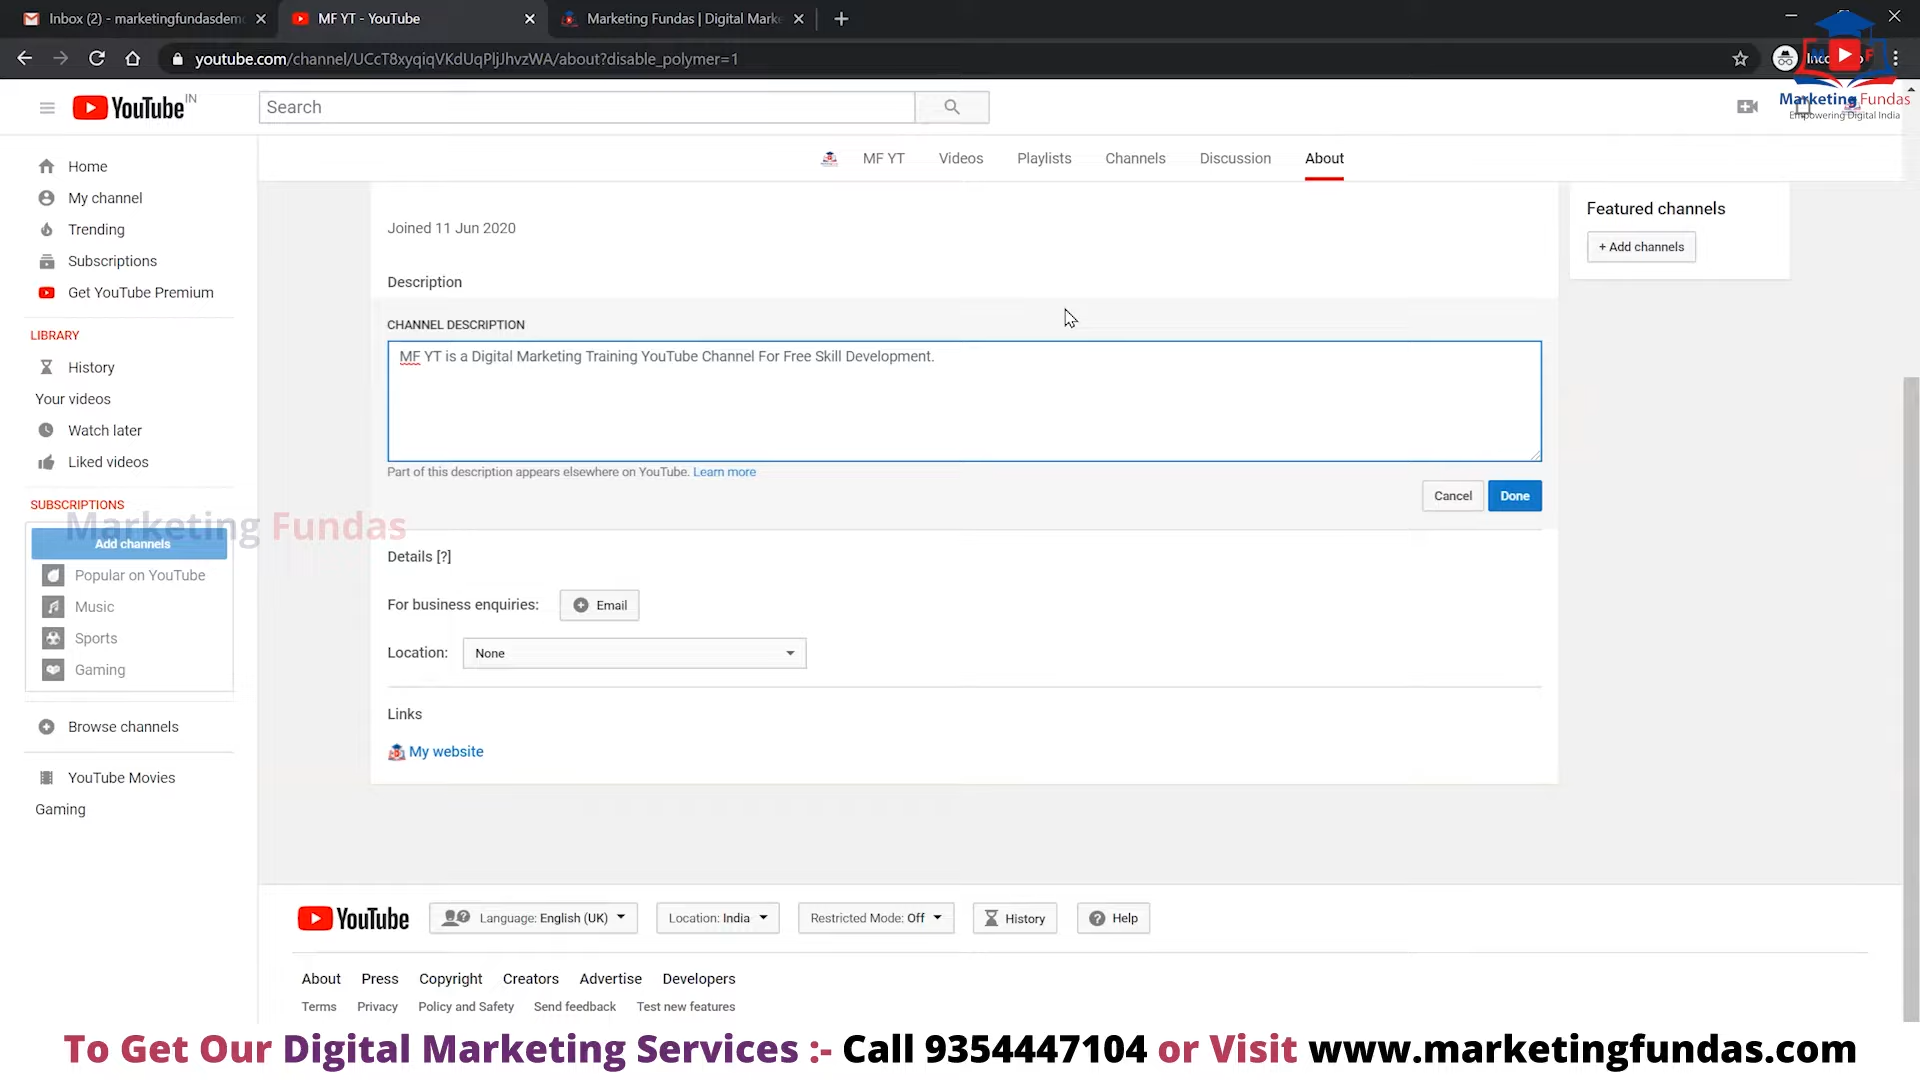 Inbox (2) - marketingfundasdem
MF YT - YouTube
Marketing Fundas | Digital Marke
youtube.com/channel/UCcT8xyqiqVKdUqPljJhvzWA/about?disable_polymer=1
Marketing Fundas
Empowering Digital India
YouTube IN
Search
MF YT
Videos
Playlists
Channels
Discussion
About
Home
My channel
Trending
Subscriptions
Get YouTube Premium
LIBRARY
History
Your videos
Watch later
Liked videos
SUBSCRIPTIONS
Marketing Fundas
Add channels
Popular on YouTube
Music
Sports
Gaming
Browse channels
YouTube Movies
Gaming
Joined 11 Jun 2020
Description
CHANNEL DESCRIPTION
MF YT is a Digital Marketing Training YouTube Channel For Free Skill Development.
Part of this description appears elsewhere on YouTube. Learn more
Cancel
Done
Details [?]
For business enquiries:
Email
Location:
None
Links
My website
Featured channels
+ Add channels
YouTube
Language: English (UK)
Location: India
Restricted Mode: Off
History
Help
About Press Copyright Creators Advertise Developers
Terms Privacy Policy and Safety Send feedback Test new features
To Get Our Digital Marketing Services :- Call 9354447104 or Visit www.marketingfundas.com